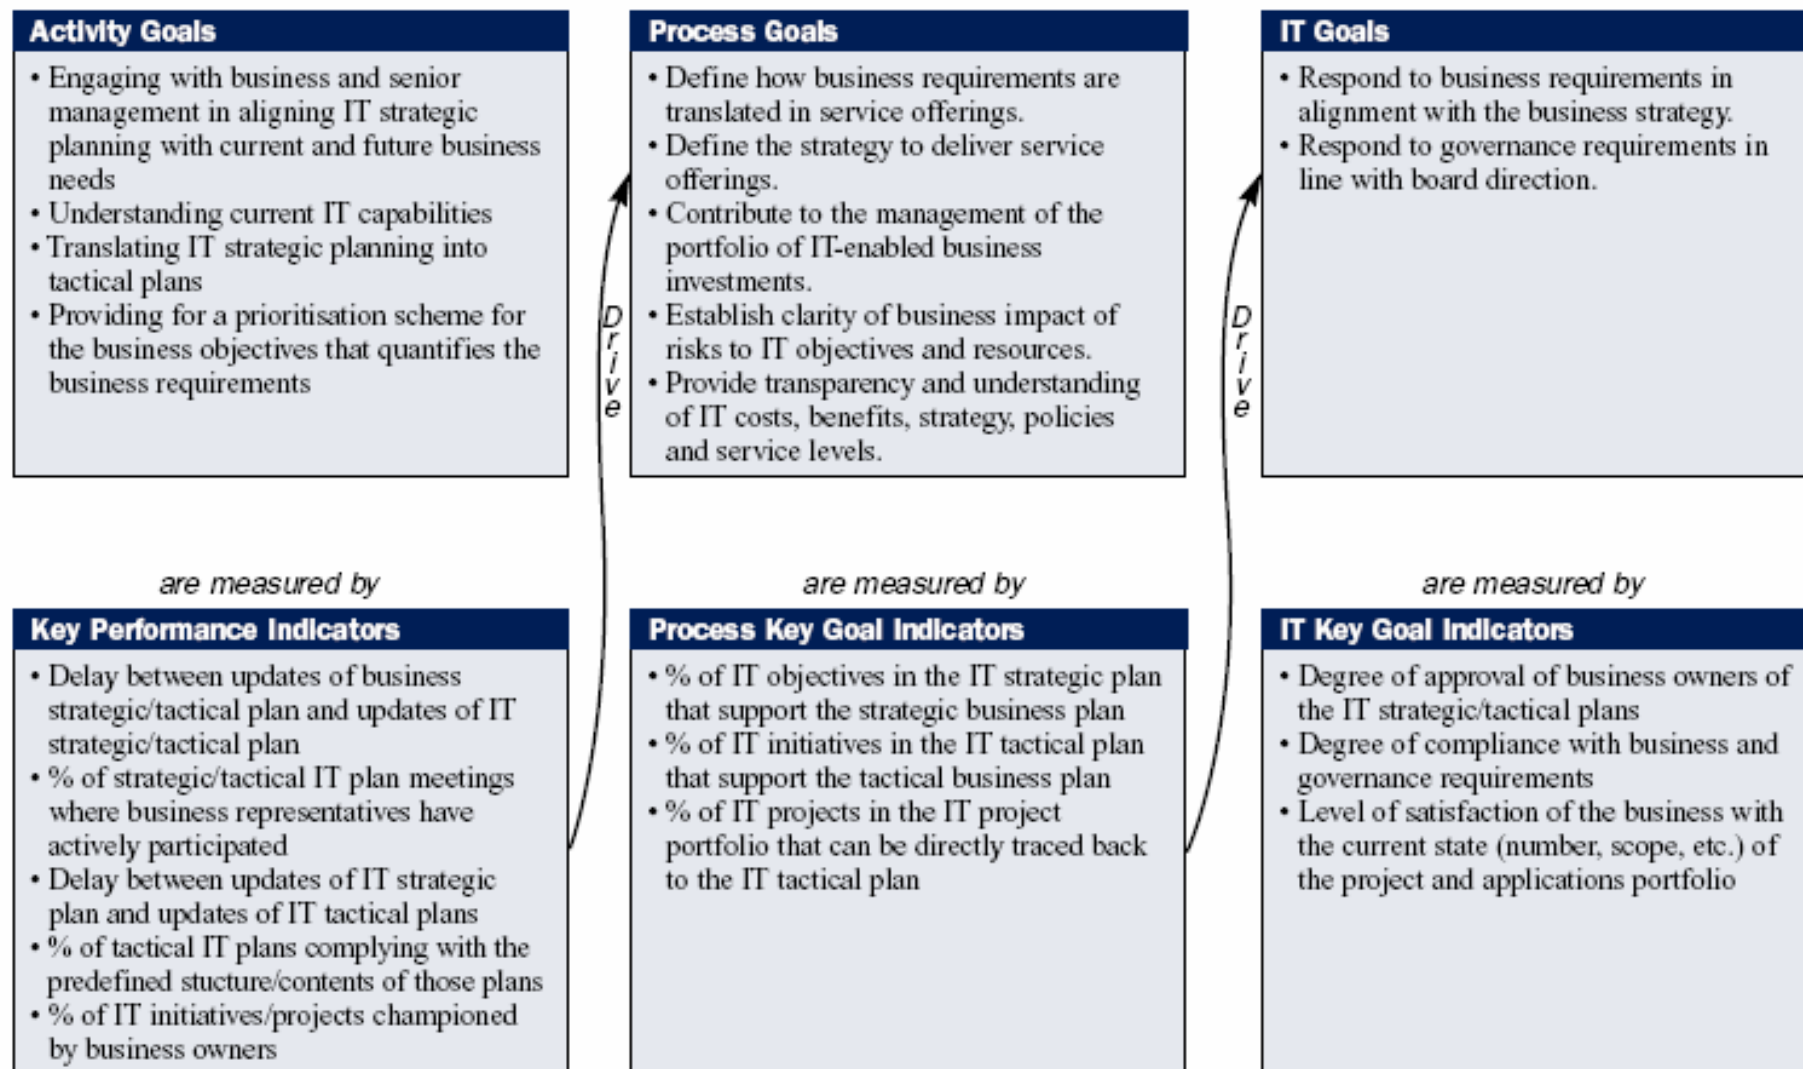 Activity Goals
• Engaging with business and senior
management in aligning IT strategic
planning with current and future business
needs
• Understanding current IT capabilities
• Translating IT strategic planning into
tactical plans
• Providing for a prioritisation scheme for
the business objectives that quantifies the
business requirements
Drive
Process Goals
• Define how business requirements are
translated in service offerings.
• Define the strategy to deliver service
offerings.
• Contribute to the management of the
portfolio of IT-enabled business
investments.
• Establish clarity of business impact of
risks to IT objectives and resources.
• Provide transparency and understanding
of IT costs, benefits, strategy, policies
and service levels.
Drive
IT Goals
• Respond to business requirements in
alignment with the business strategy.
• Respond to governance requirements in
line with board direction.
are measured by
Key Performance Indicators
• Delay between updates of business
strategic/tactical plan and updates of IT
strategic/tactical plan
• % of strategic/tactical IT plan meetings
where business representatives have
actively participated
• Delay between updates of IT strategic
plan and updates of IT tactical plans
• % of tactical IT plans complying with the
predefined stucture/contents of those plans
• % of IT initiatives/projects championed
by business owners
are measured by
Process Key Goal Indicators
• % of IT objectives in the IT strategic plan
that support the strategic business plan
• % of IT initiatives in the IT tactical plan
that support the tactical business plan
• % of IT projects in the IT project
portfolio that can be directly traced back
to the IT tactical plan
are measured by
IT Key Goal Indicators
• Degree of approval of business owners of
the IT strategic/tactical plans
• Degree of compliance with business and
governance requirements
• Level of satisfaction of the business with
the current state (number, scope, etc.) of
the project and applications portfolio